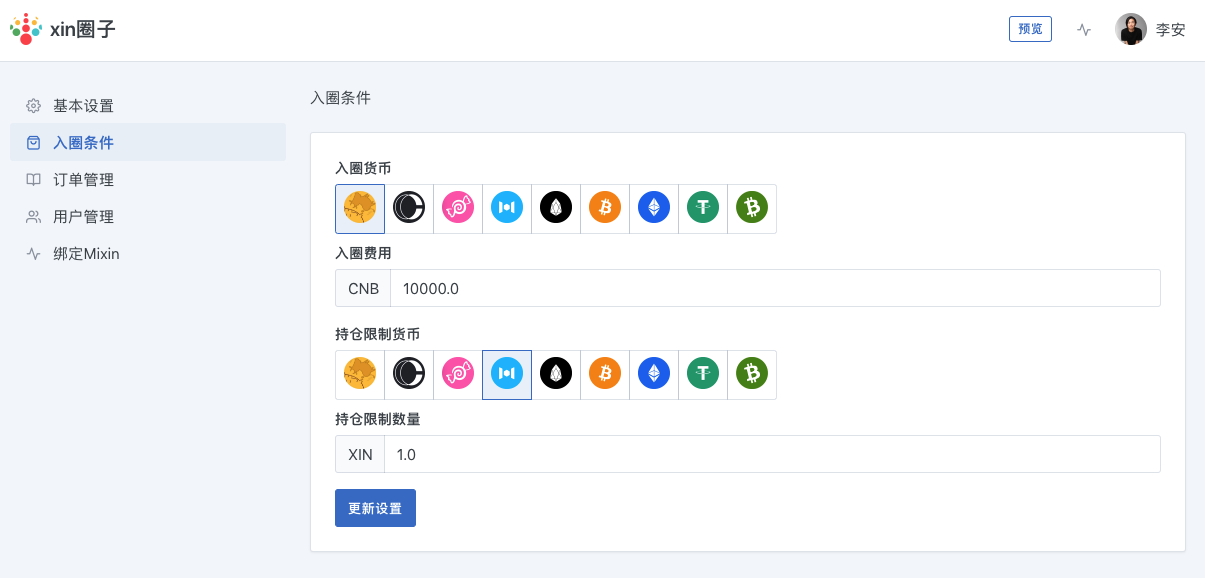 xin圈子
预览
李安
基本设置
入圈条件
订单管理
用户管理
绑定Mixin
入圈条件
入圈货币
入圈费用
CNB 10000.0
持仓限制货币
持仓限制数量
XIN 1.0
更新设置